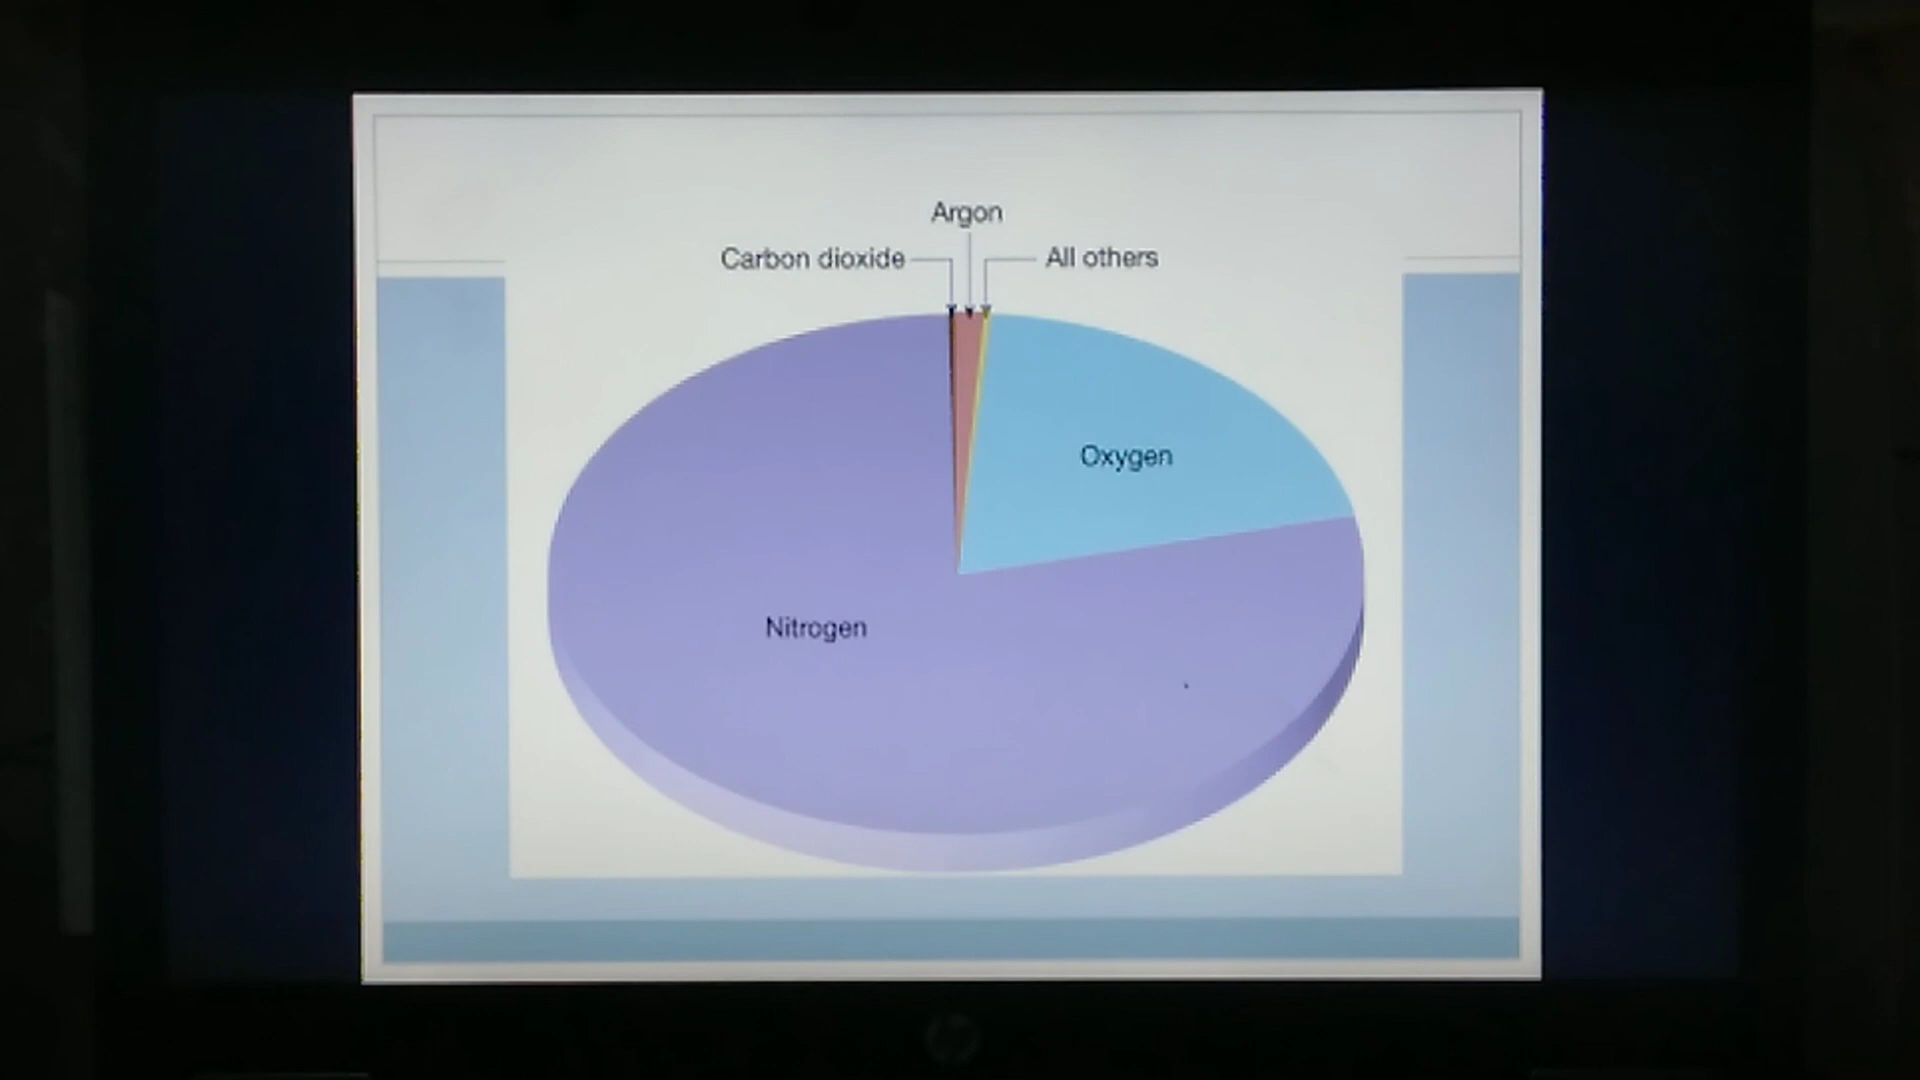 Argon
Carbon dioxide
All others
Oxygen
Nitrogen